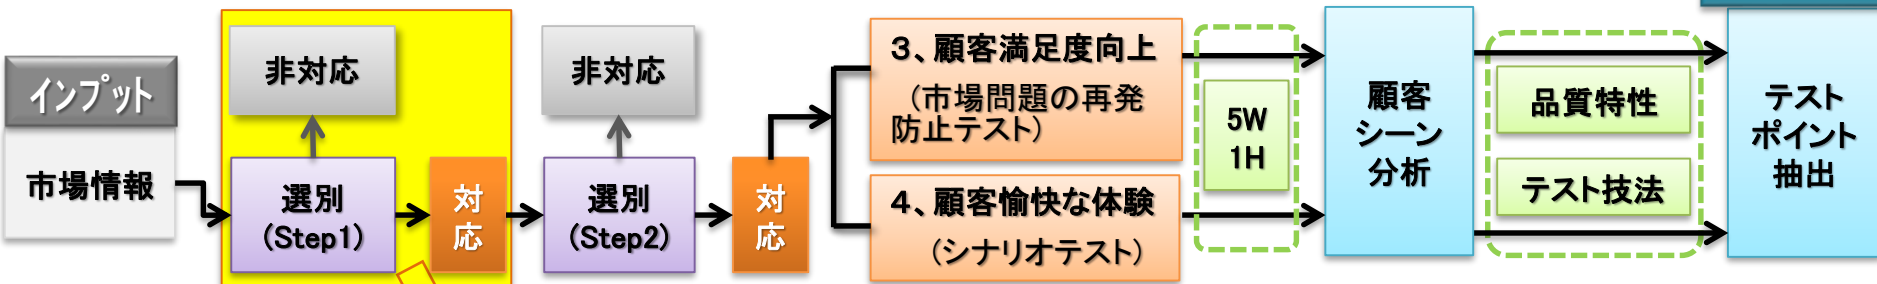 インプット
市場情報
非対応
選別
(Step1)
対
応
非対応
選別
(Step2)
対
応
3、顧客満足度向上
(市場問題の再発
防止テスト)
4、顧客愉快な体験
(シナリオテスト)
5W
1H
顧客
シーン
分析
品質特性
テスト技法
テスト
ポイント
抽出